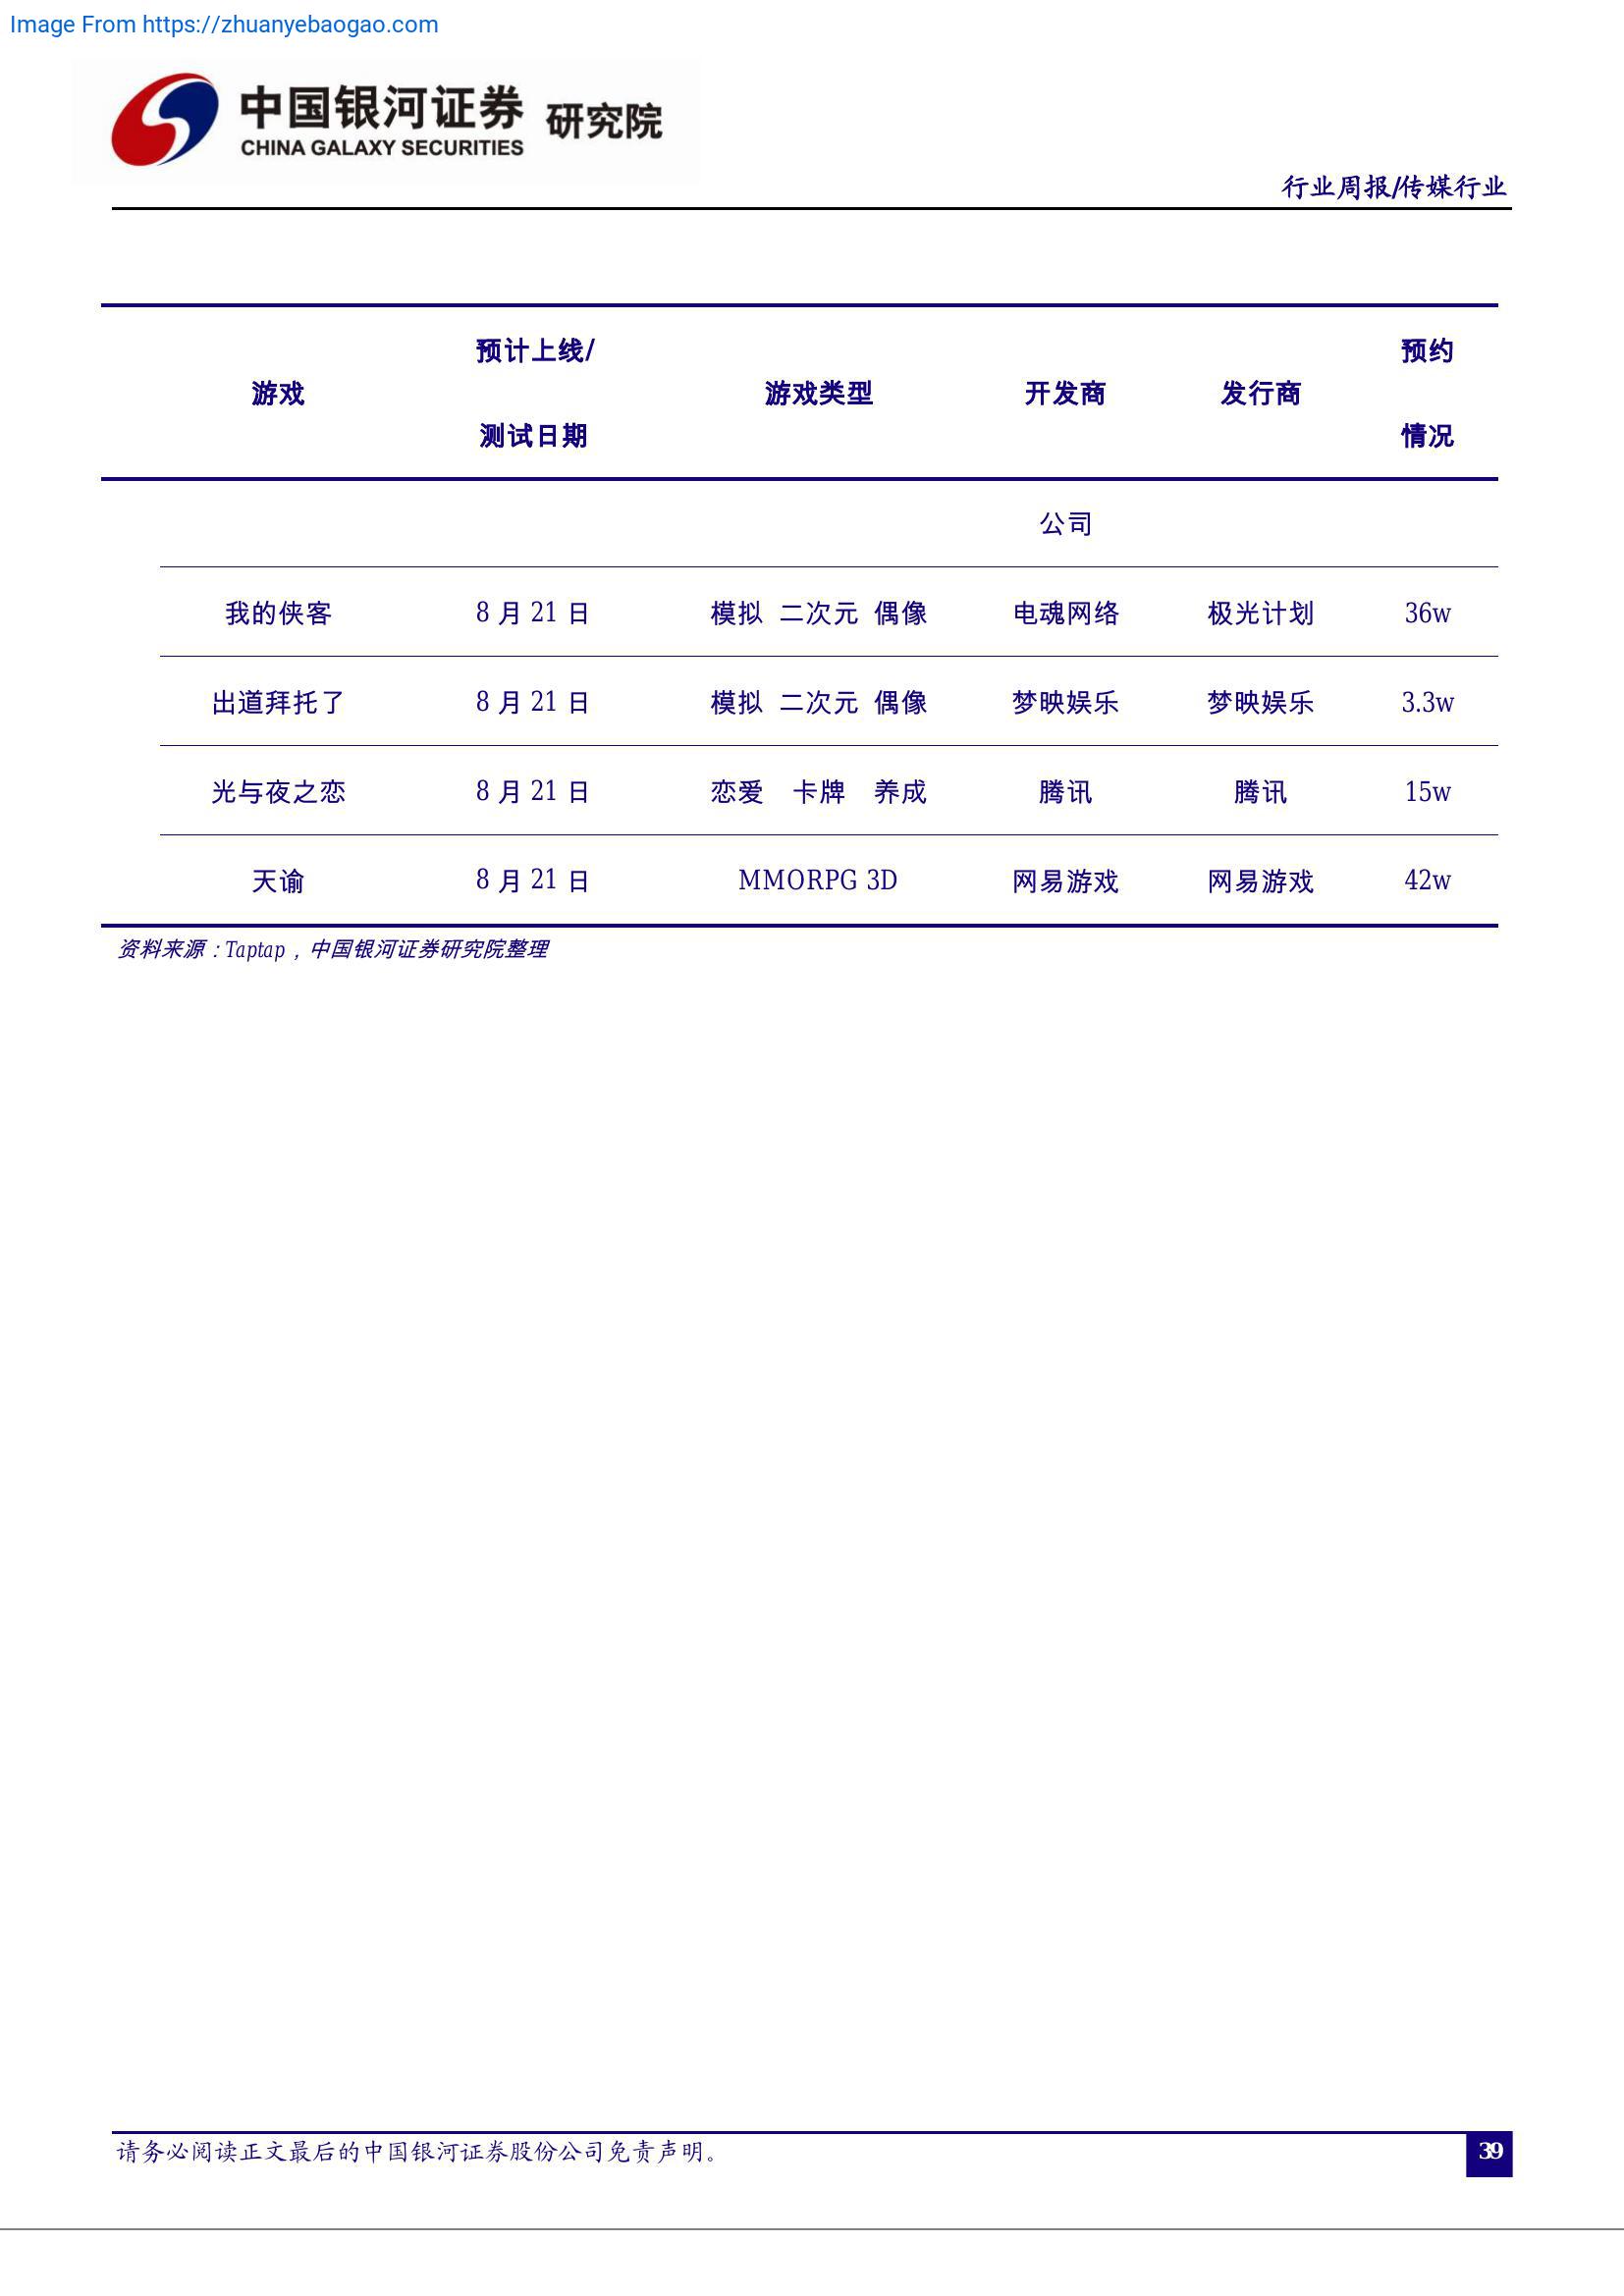 Image From https://zhuanyebaogao.com
中国银河证券 研究院
CHINA GALAXY SECURITIES
行业周报/传媒行业
游戏 预计上线/测试日期 游戏类型 开发商 发行商 预约情况
公司
我的侠客 8 月 21 日 模拟 二次元 偶像 电魂网络 极光计划 36w
出道拜托了 8 月 21 日 模拟 二次元 偶像 梦映娱乐 梦映娱乐 3.3w
光与夜之恋 8 月 21 日 恋爱 卡牌 养成 腾讯 腾讯 15w
天谕 8 月 21 日 MMORPG 3D 网易游戏 网易游戏 42w
资料来源：Taptap，中国银河证券研究院整理
请务必阅读正文最后的中国银河证券股份公司免责声明。
39